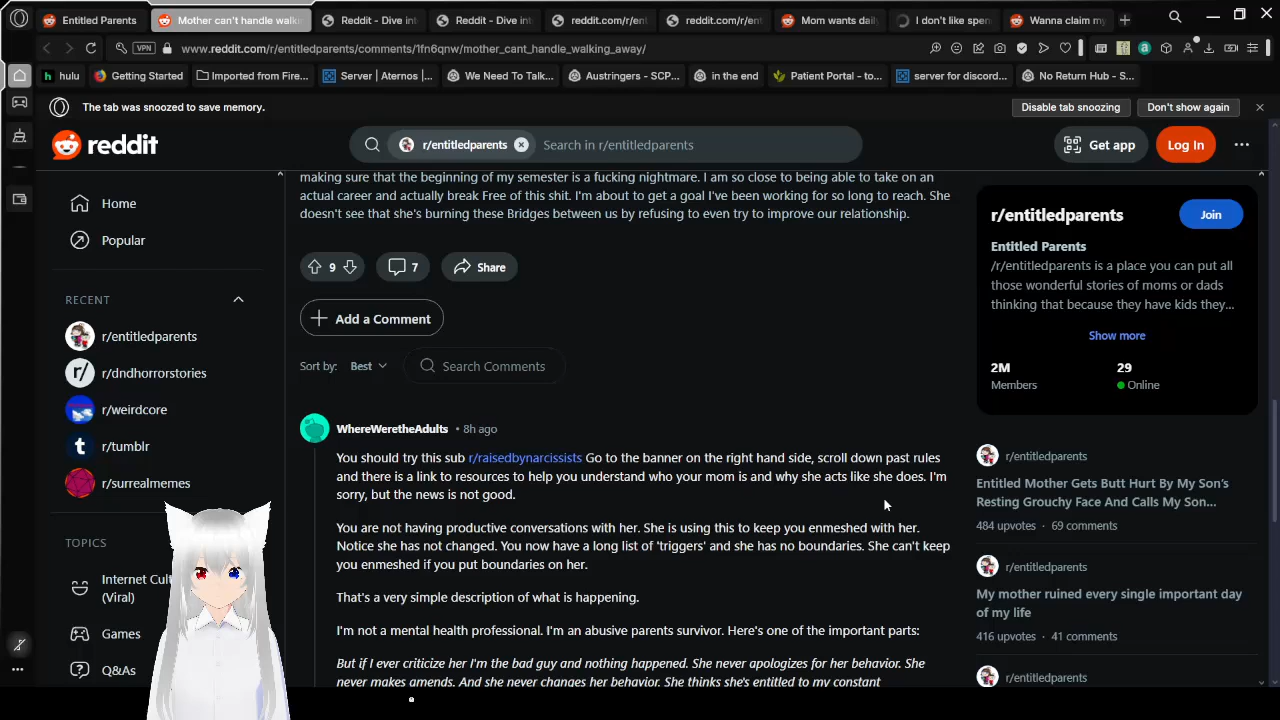 Entitled Parents
Mother can't handle walki
Reddit - Dive int
Reddit - Dive int
reddit.com/r/ent
reddit.com/r/ent
Mom wants daily
I don't like spen
Wanna claim my
VPN
www.reddit.com/r/entitledparents/comments/1fn6qnw/mother_cant_handle_walking_away/
hulu
Getting Started
Imported from Fire...
Server | Aternos |...
We Need To Talk...
Austringers - SCP...
in the end
Patient Portal - to...
server for discord...
No Return Hub - S...
The tab was snoozed to save memory.
Disable tab snoozing
Don't show again
reddit
r/entitledparents
Search in r/entitledparents
Get app
Log In
Home
Popular
RECENT
r/entitledparents
r/dndhorrorstories
r/weirdcore
r/tumblr
r/surrealmemes
TOPICS
Internet Cult
(Viral)
Games
Q&As
making sure that the beginning of my semester is a fucking nightmare. I am so close to being able to take on an
actual career and actually break Free of this shit. I'm about to get a goal I've been working for so long to reach. She
doesn't see that she's burning these Bridges between us by refusing to even try to improve our relationship.
9
7
Share
Add a Comment
Sort by:
Best
Search Comments
WhereWeretheAdults • 8h ago
You should try this sub r/raisedbynarcissists Go to the banner on the right hand side, scroll down past rules
and there is a link to resources to help you understand who your mom is and why she acts like she does. I'm
sorry, but the news is not good.
You are not having productive conversations with her. She is using this to keep you enmeshed with her.
Notice she has not changed. You now have a long list of 'triggers' and she has no boundaries. She can't keep
you enmeshed if you put boundaries on her.
That's a very simple description of what is happening.
I'm not a mental health professional. I'm an abusive parents survivor. Here's one of the important parts:
But if I ever criticize her I'm the bad guy and nothing happened. She never apologizes for her behavior. She
never makes amends. And she never changes her behavior. She thinks she's entitled to my constant
r/entitledparents
Join
Entitled Parents
/r/entitledparents is a place you can put all
those wonderful stories of moms or dads
thinking that because they have kids they...
Show more
2M
Members
29
Online
r/entitledparents
Entitled Mother Gets Butt Hurt By My Son's
Resting Grouchy Face And Calls My Son...
484 upvotes • 69 comments
r/entitledparents
My mother ruined every single important day
of my life
416 upvotes • 41 comments
r/entitledparents